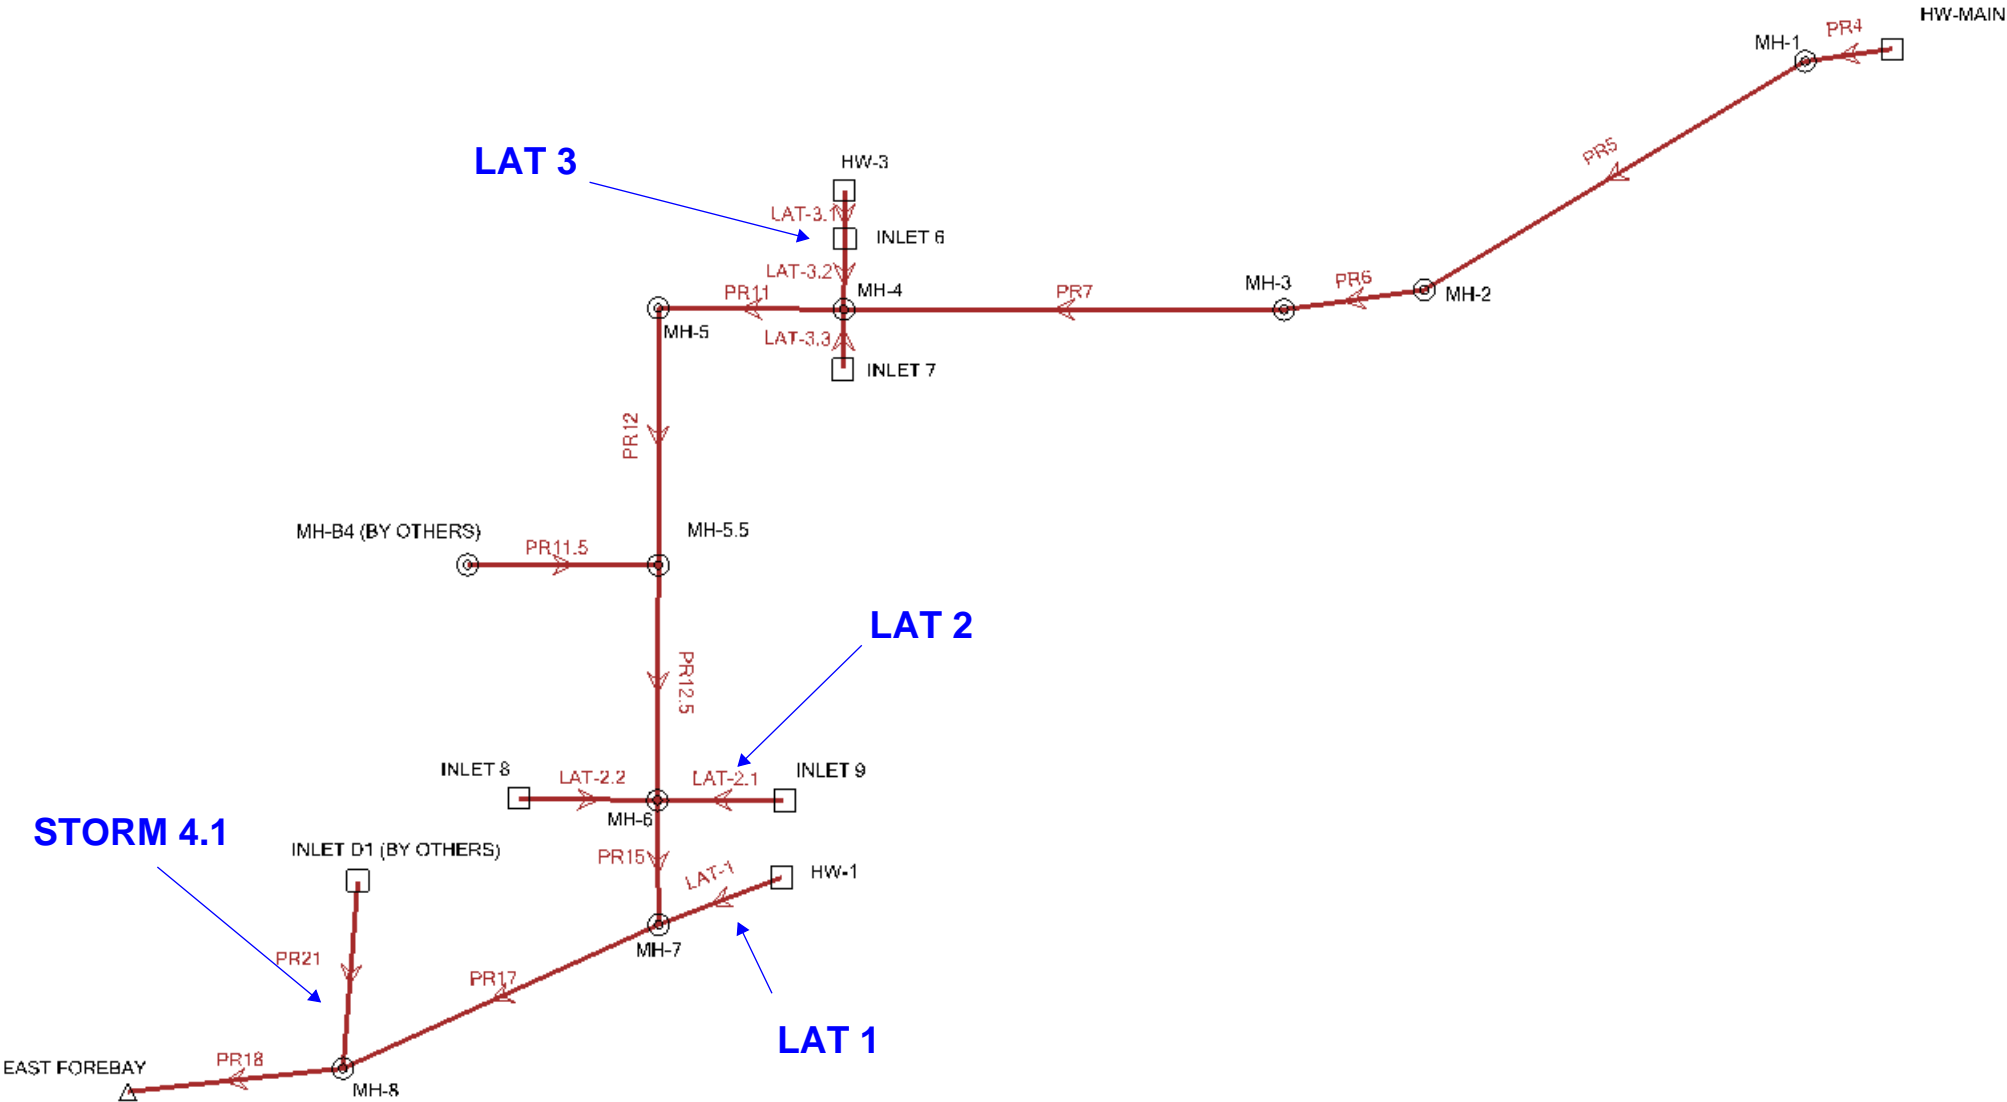 HW-MAIN
PR4
MH-1
PR5
LAT 3
HW-3
LAT-3.1
INLET 6
LAT-3.2
MH-4
PR11
PR7
MH-3
PR6
MH-2
MH-5
LAT-3.3
INLET 7
PR12
MH-B4 (BY OTHERS)
MH-5.5
PR11.5
LAT 2
PR12.5
INLET 8
LAT-2.2
LAT-2.1
INLET 9
MH-6
STORM 4.1
INLET D1 (BY OTHERS)
PR15
LAT-1
HW-1
MH-7
PR21
PR17
LAT 1
EAST FOREBAY
PR18
MH-8